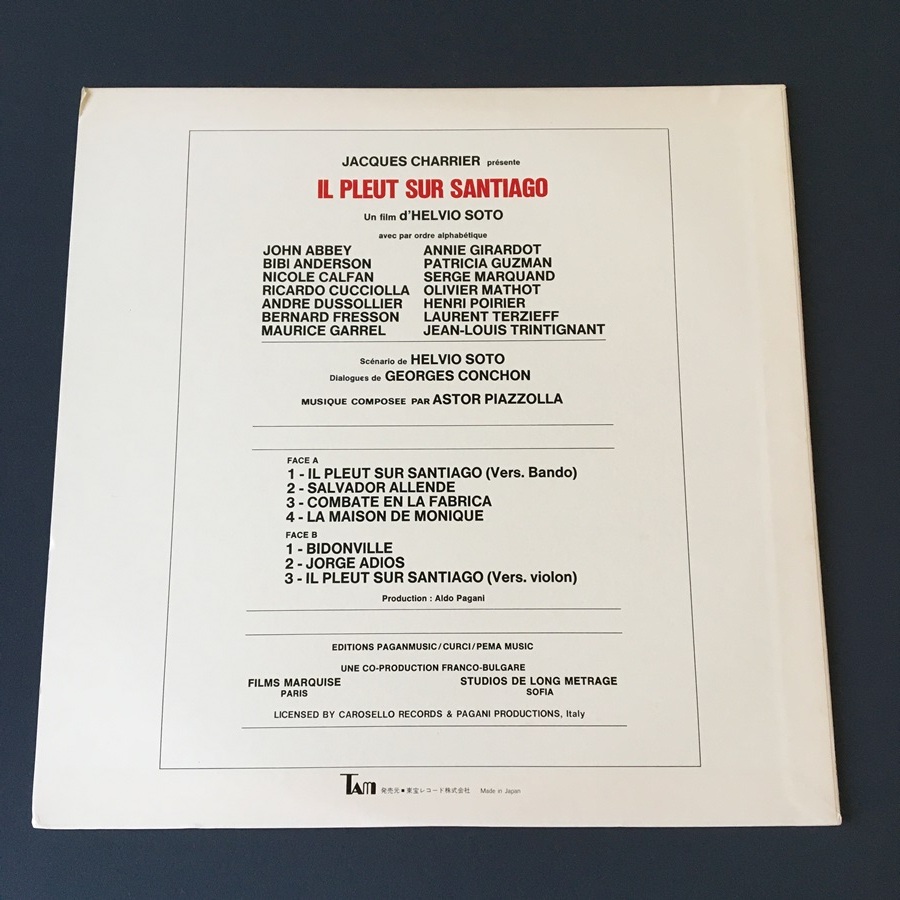 JACQUES CHARRIER présente
IL PLEUT SUR SANTIAGO
Un film d'HELVIO SOTO
avec par ordre alphabétique
JOHN ABBEY
BIBI ANDERSON
NICOLE CALFAN
RICARDO CUCCIOLLA
ANDRE DUSSOLLIER
BERNARD FRESSON
MAURICE GARREL
ANNIE GIRARDOT
PATRICIA GUZMAN
SERGE MARQUAND
OLIVIER MATHOT
HENRI POIRIER
LAURENT TERZIEFF
JEAN-LOUIS TRINTIGNANT
Scénario de HELVIO SOTO
Dialogues de GEORGES CONCHON
MUSIQUE COMPOSEE PAR ASTOR PIAZZOLLA
FACE A
1 - IL PLEUT SUR SANTIAGO (Vers. Bando)
2 - SALVADOR ALLENDE
3 - COMBATE EN LA FABRICA
4 - LA MAISON DE MONIQUE
FACE B
1 - BIDONVILLE
2 - JORGE ADIOS
3 - IL PLEUT SUR SANTIAGO (Vers. violon)
Production : Aldo Pagani
EDITIONS PAGANMUSIC/CURCI/PEMA MUSIC
UNE CO-PRODUCTION FRANCO-BULGARE
FILMS MARQUISE
PARIS
STUDIOS DE LONG METRAGE
SOFIA
LICENSED BY CAROSELLO RECORDS & PAGANI PRODUCTIONS, Italy
TAM 発売元■東宝レコード株式会社 Made in Japan